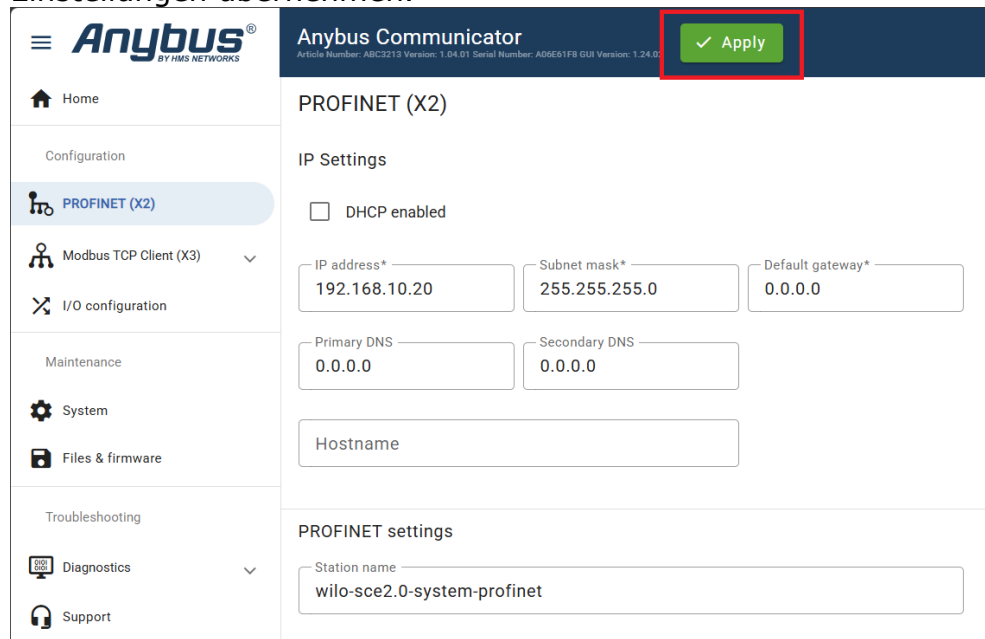 Einstellungen übernehmen.
Anybus®
BY HMS NETWORKS
Anybus Communicator
Article Number: ABC3213 Version: 1.04.01 Serial Number: A06E61F8 GUI Version: 1.24.0
Apply
Home
Configuration
PROFINET (X2)
Modbus TCP Client (X3)
I/O configuration
Maintenance
System
Files & firmware
Troubleshooting
Diagnostics
Support
PROFINET (X2)
IP Settings
DHCP enabled
IP address*
192.168.10.20
Subnet mask*
255.255.255.0
Default gateway*
0.0.0.0
Primary DNS
0.0.0.0
Secondary DNS
0.0.0.0
Hostname
PROFINET settings
Station name
wilo-sce2.0-system-profinet